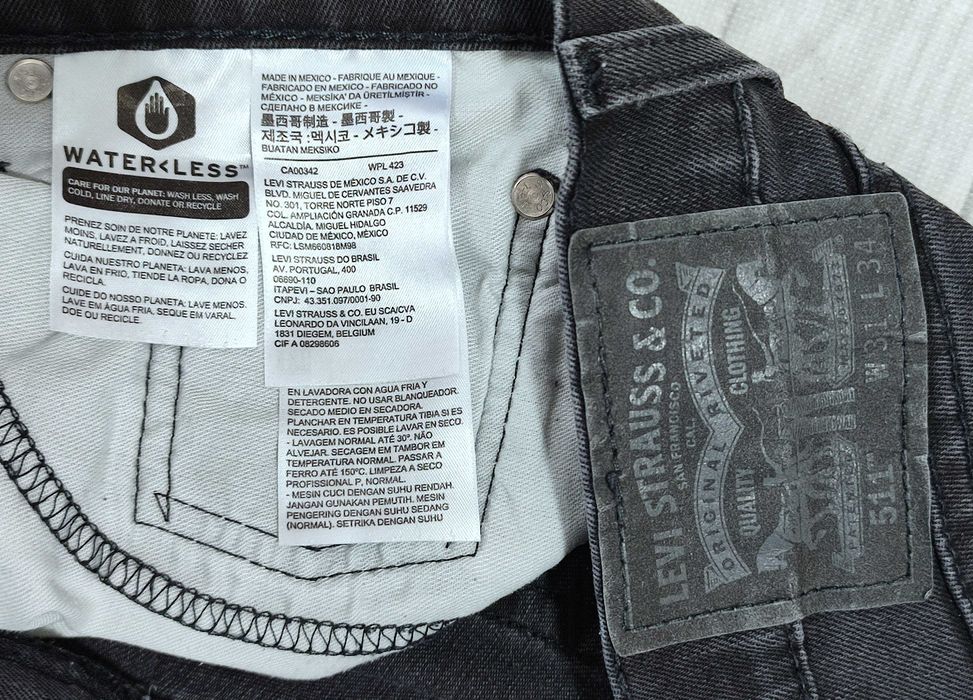 WATER<LESS™
CARE FOR OUR PLANET: WASH LESS, WASH
COLD, LINE DRY, DONATE OR RECYCLE
PRENEZ SOIN DE NOTRE PLANETE: LAVEZ
MOINS, LAVEZ A FROID, LAISSEZ SECHER
NATURELLEMENT, DONNEZ OU RECYCLEZ
CUIDA NUESTRO PLANETA: LAVA MENOS,
LAVA EN FRIO, TIENDE LA ROPA, DONA O
RECICLA.
CUIDE DO NOSSO PLANETA: LAVE MENOS.
LAVE EM ÁGUA FRIA. SEQUE EM VARAL.
DOE OU RECICLE.
MADE IN MEXICO - FABRIQUE AU MEXIQUE -
FABRICADO EN MEXICO - FABRICADO NO
MÉXICO - MEKSİKA' DA ÜRETİLMİŞTİR -
СДЕЛАНО В МЕКСИКЕ -
墨西哥制造 - 墨西哥製 -
제조국 :멕시코 - メキシコ製 -
BUATAN MEKSIKO
CA00342 WPL 423
LEVI STRAUSS DE MÉXICO S.A. DE C.V.
BLVD. MIGUEL DE CERVANTES SAAVEDRA
NO. 301, TORRE NORTE PISO 7
COL. AMPLIACIÓN GRANADA C.P. 11529
ALCALDÍA. MIGUEL HIDALGO
CIUDAD DE MÉXICO, MÉXICO
RFC: LSM660818M98
LEVI STRAUSS DO BRASIL
AV. PORTUGAL, 400
06690-110
ITAPEVI – SAO PAULO BRASIL
CNPJ: 43.351.097/0001-90
LEVI STRAUSS & CO. EU SCA/CVA
LEONARDO DA VINCILAAN, 19 - D
1831 DIEGEM, BELGIUM
CIF A 08298606
EN LAVADORA CON AGUA FRIA Y
DETERGENTE. NO USAR BLANQUEADOR.
SECADO MEDIO EN SECADORA.
PLANCHAR EN TEMPERATURA TIBIA SI ES
NECESARIO. ES POSIBLE LAVAR EN SECO.
- LAVAGEM NORMAL ATÉ 30°. NÃO
ALVEJAR. SECAGEM EM TAMBOR EM
TEMPERATURA NORMAL. PASSAR A
FERRO ATÉ 150ºC. LIMPEZA A SECO
PROFISSIONAL P, NORMAL.
- MESIN CUCI DENGAN SUHU RENDAH.
JANGAN GUNAKAN PEMUTIH. MESIN
PENGERING DENGAN SUHU SEDANG
(NORMAL). SETRIKA DENGAN SUHU
LEVI STRAUSS & CO.
SAN FRANCISCO
CAL.
ORIGINAL RIVETED
QUALITY CLOTHING
511™ W 31 L 34